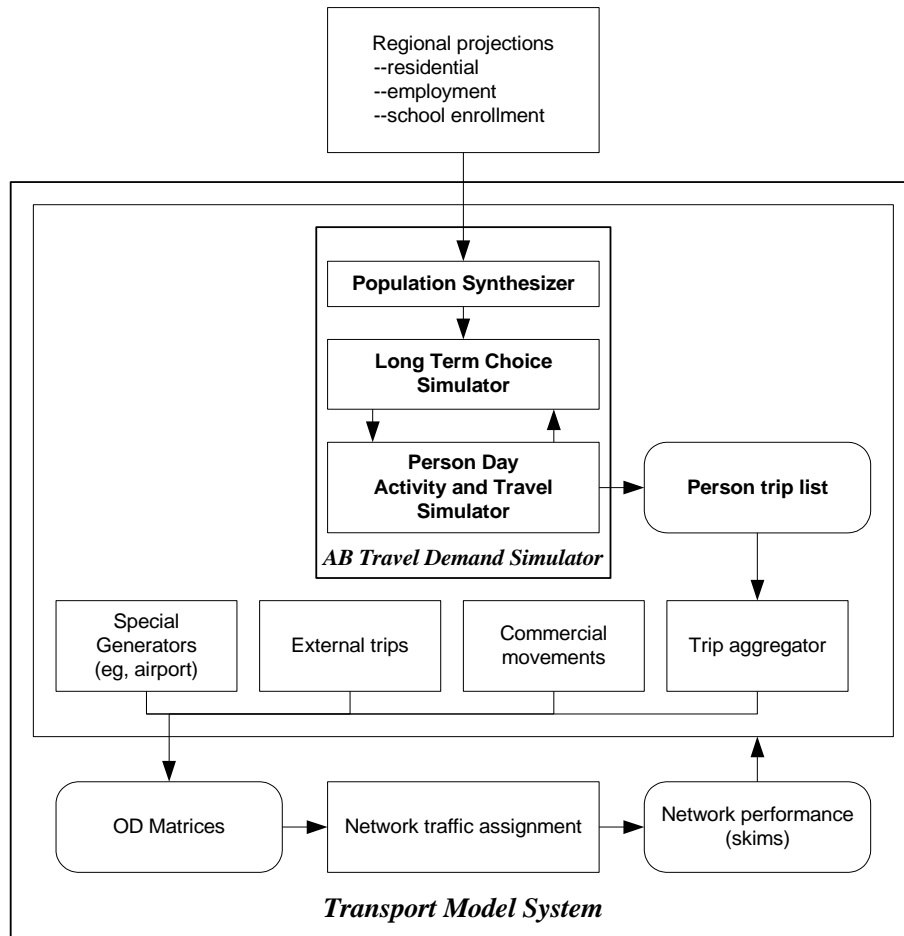 Regional projections
--residential
--employment
--school enrollment
Population Synthesizer
Long Term Choice
Simulator
Person Day
Activity and Travel
Simulator
Person trip list
AB Travel Demand Simulator
Special
Generators
(eg, airport)
External trips
Commercial
movements
Trip aggregator
OD Matrices
Network traffic assignment
Network performance
(skims)
Transport Model System